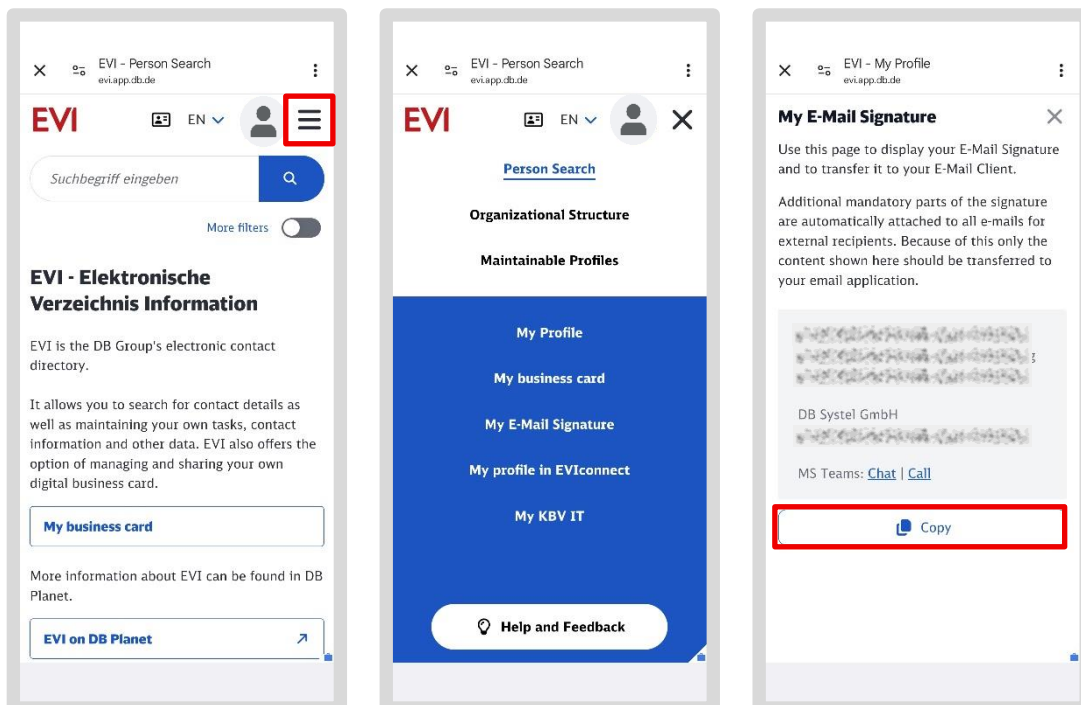 EVI - Person Search
evi.app.db.de
EVI
EN
Suchbegriff eingeben
More filters
EVI - Elektronische
Verzeichnis Information
EVI is the DB Group's electronic contact
directory.
It allows you to search for contact details as
well as maintaining your own tasks, contact
information and other data. EVI also offers the
option of managing and sharing your own
digital business card.
My business card
More information about EVI can be found in DB
Planet.
EVI on DB Planet
EVI - Person Search
evi.app.db.de
EVI
EN
Person Search
Organizational Structure
Maintainable Profiles
My Profile
My business card
My E-Mail Signature
My profile in EVIconnect
My KBV IT
Help and Feedback
EVI - My Profile
evi.app.db.de
My E-Mail Signature
Use this page to display your E-Mail Signature
and to transfer it to your E-Mail Client.
Additional mandatory parts of the signature
are automatically attached to all e-mails for
external recipients. Because of this only the
content shown here should be transferred to
your email application.
DB Systel GmbH
MS Teams: Chat | Call
Copy